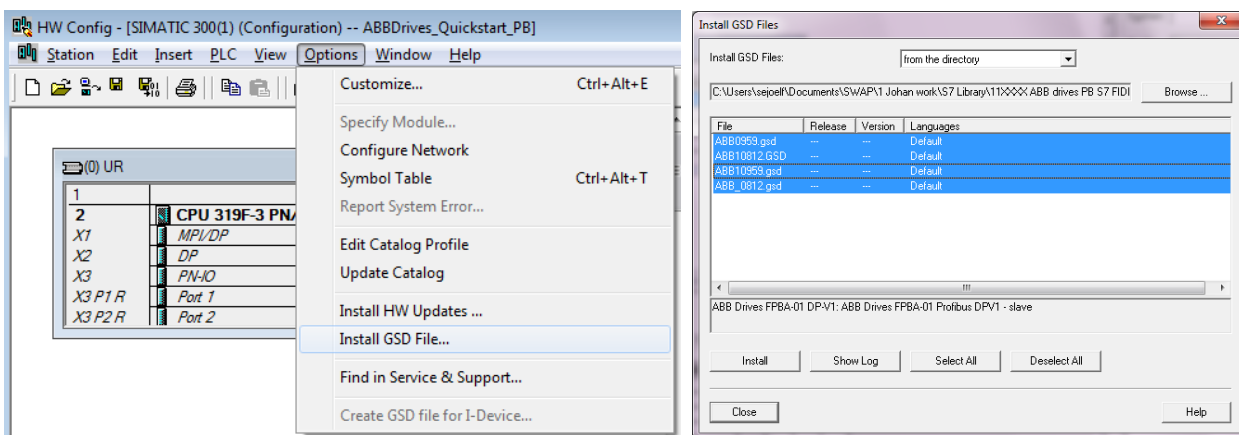 HW Config - [SIMATIC 300(1) (Configuration) -- ABBDrives_Quickstart_PB]
Station Edit Insert PLC View Options Window Help
Customize... Ctrl+Alt+E
Specify Module...
Configure Network
Symbol Table Ctrl+Alt+T
Report System Error...
Edit Catalog Profile
Update Catalog
Install HW Updates ...
Install GSD File...
Find in Service & Support...
Create GSD file for I-Device...
(0) UR
1
2 CPU 319F-3 PN/
X1 MPI/DP
X2 DP
X3 PN-IO
X3 P1 R Port 1
X3 P2 R Port 2
Install GSD Files
Install GSD Files: from the directory
C:\Users\sejoelf\Documents\SWAP\1 Johan work\S7 Library\11XXXX ABB drives PB S7 FIDI Browse ...
File Release Version Languages
ABB0959.gsd --- --- Default
ABB10812.GSD --- --- Default
ABB10959.gsd --- --- Default
ABB_0812.gsd --- --- Default
ABB Drives FPBA-01 DP-V1: ABB Drives FPBA-01 Profibus DPV1 - slave
Install Show Log Select All Deselect All
Close Help